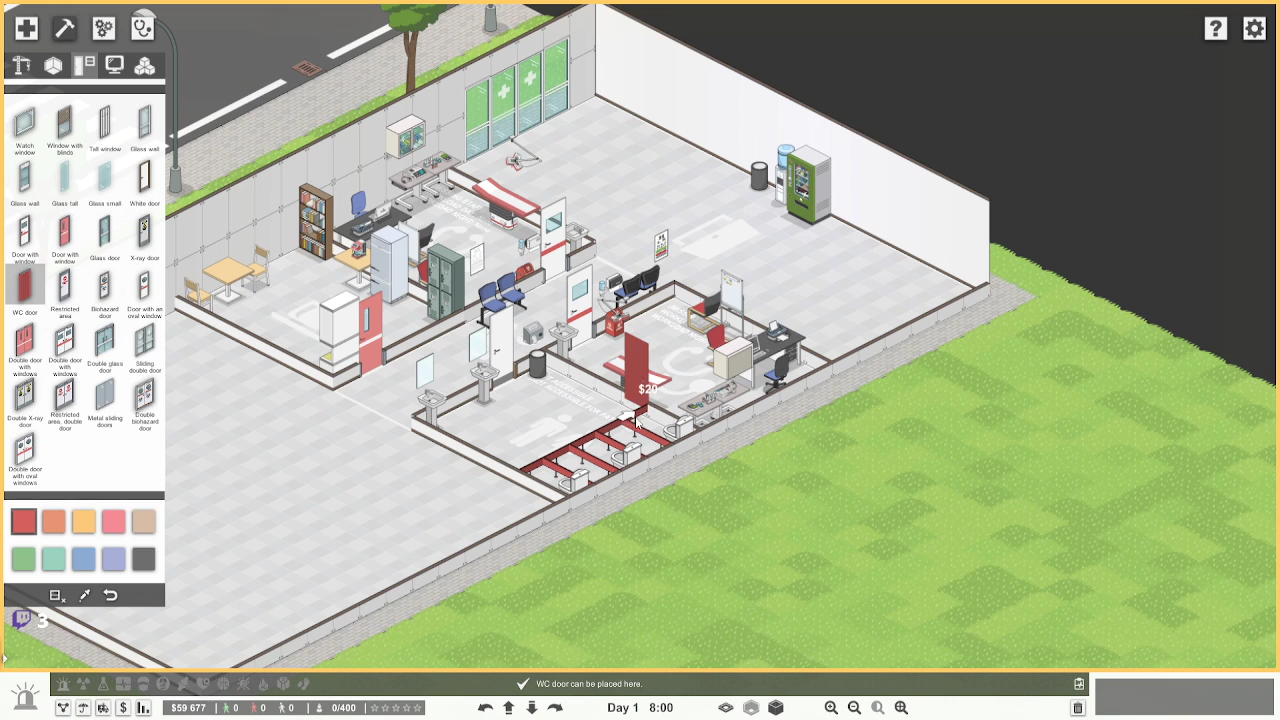 ?
Watch window
Window with blinds
Tall window
Glass wall
Glass wall
Glass tall
Glass small
White door
Door with window
Door with window
Glass door
X-ray door
WC door
Restricted area
Biohazard door
Door with an oval window
Double door with windows
Double door with windows
Double glass door
Sliding double door
Double X-ray door
Restricted area, double door
Metal sliding doors
Double biohazard door
Double door with oval windows
$20
3
WC door can be placed here.
$
$59 677
0
0
0
0/400
Day 1 8:00